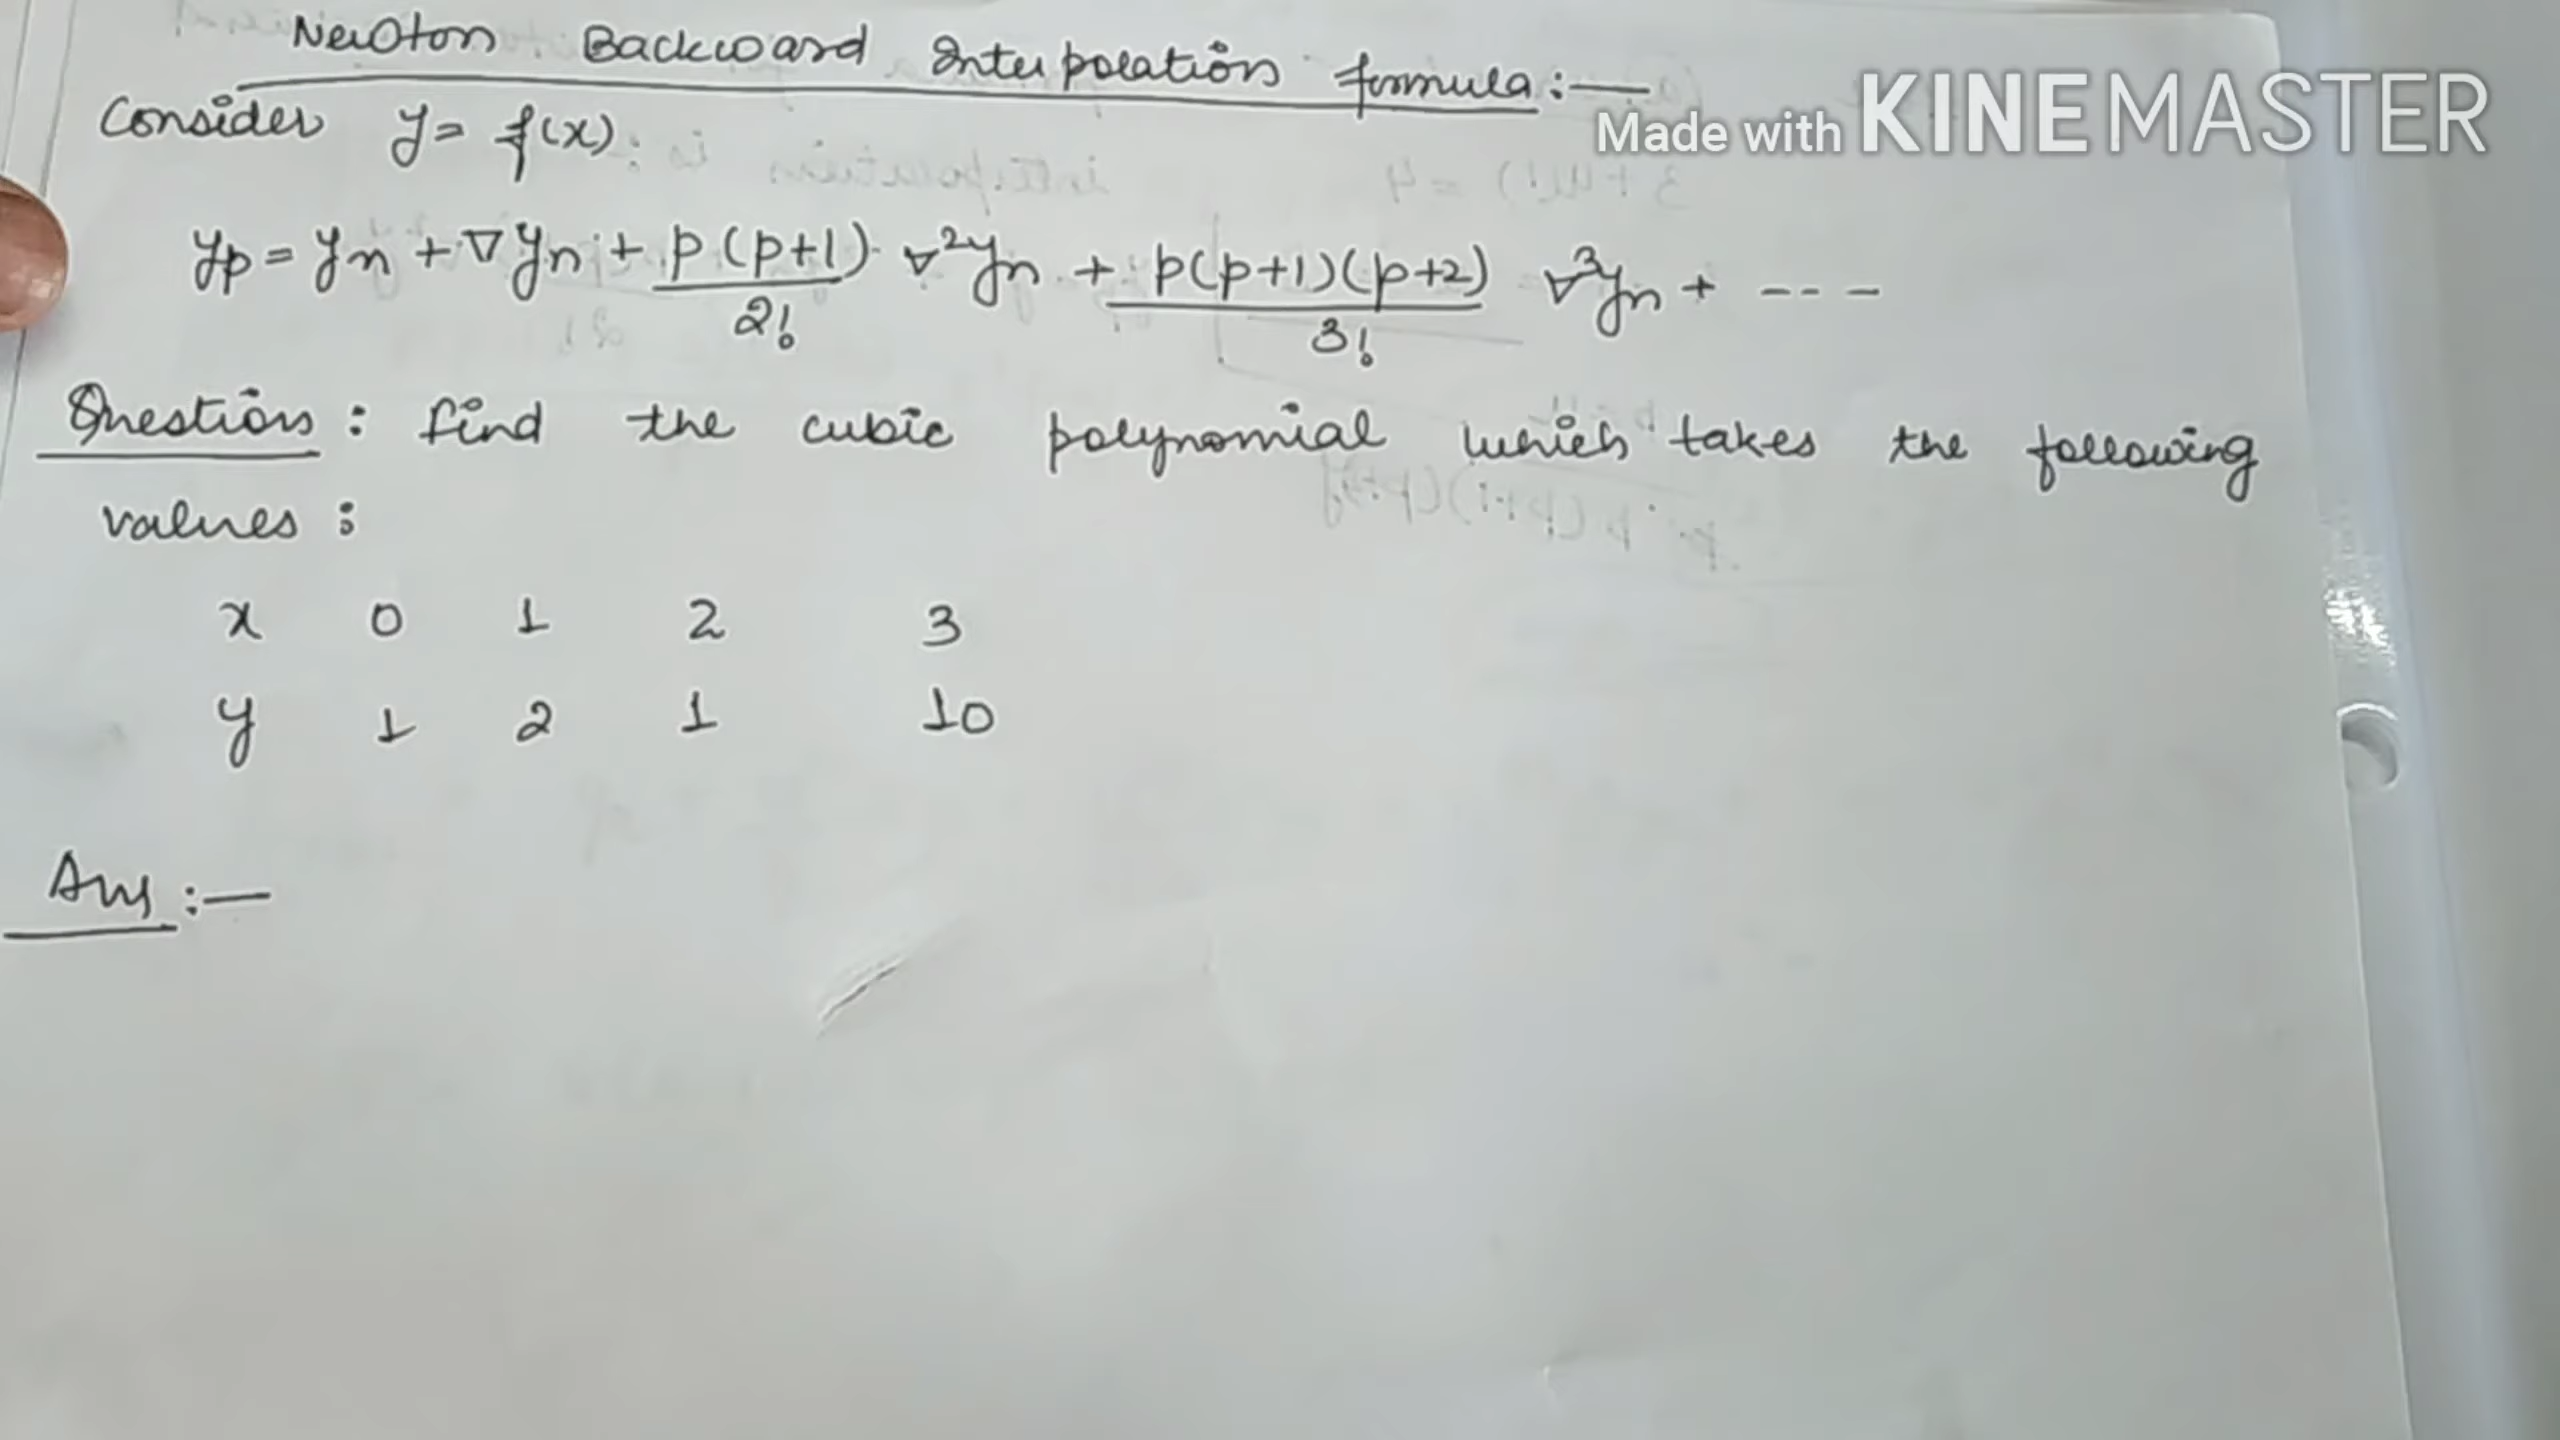 Newton Backward Interpolation formula :—
Made with KINEMASTER
Consider y = f(x).
yp = yn + ∇yn + p(p+1)/2! ∇²yn + p(p+1)(p+2)/3! ∇³yn + ----
Question : find the cubic polynomial which takes the following
values :
x 0 1 2 3
y 1 2 1 10
Ans :—